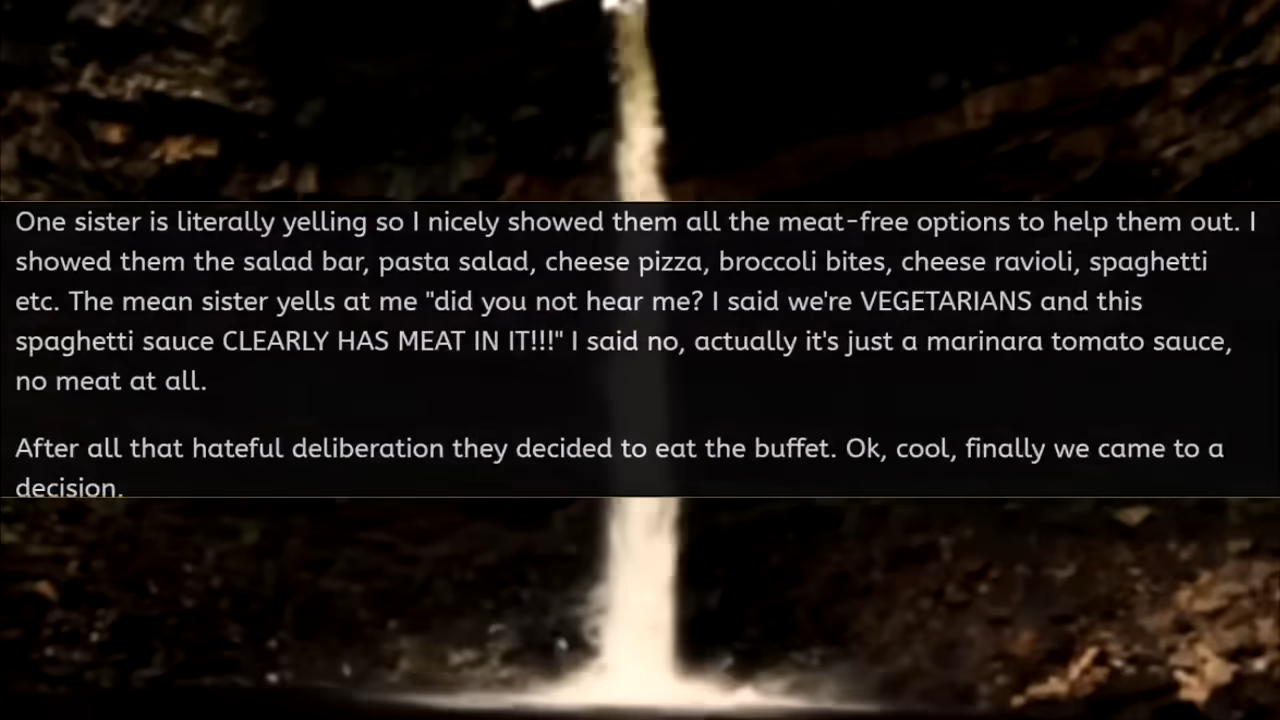 One sister is literally yelling so I nicely showed them all the meat-free options to help them out. I
showed them the salad bar, pasta salad, cheese pizza, broccoli bites, cheese ravioli, spaghetti
etc. The mean sister yells at me "did you not hear me? I said we're VEGETARIANS and this
spaghetti sauce CLEARLY HAS MEAT IN IT!!!" I said no, actually it's just a marinara tomato sauce,
no meat at all.
After all that hateful deliberation they decided to eat the buffet. Ok, cool, finally we came to a
decision.